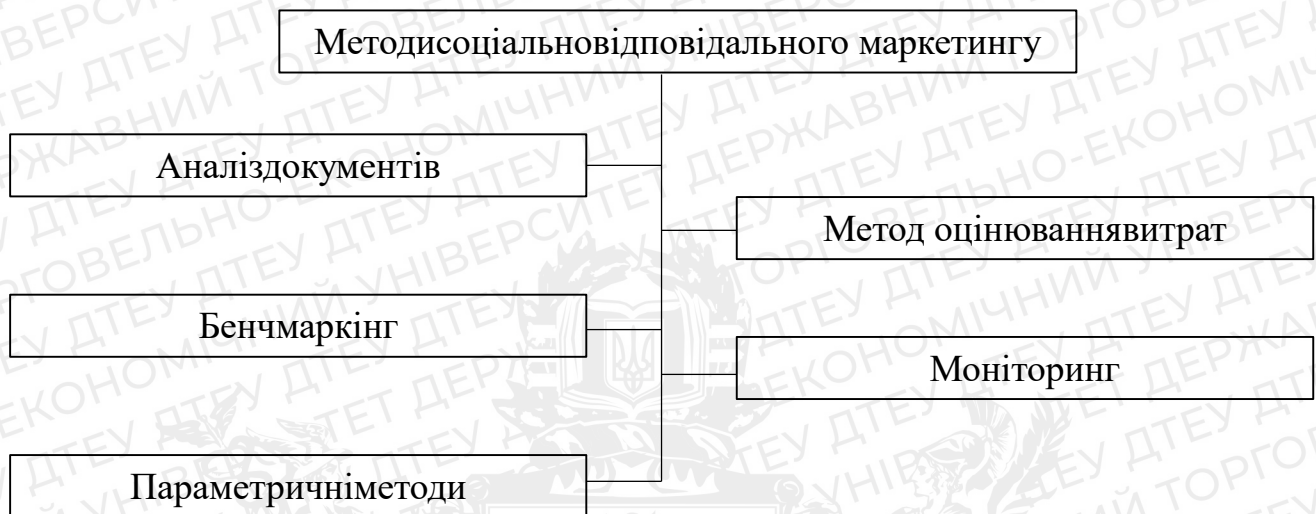 Методисоціальновідповідального маркетингу
Аналіздокументів
Метод оцінюваннявитрат
Бенчмаркінг
Моніторинг
Параметричніметоди